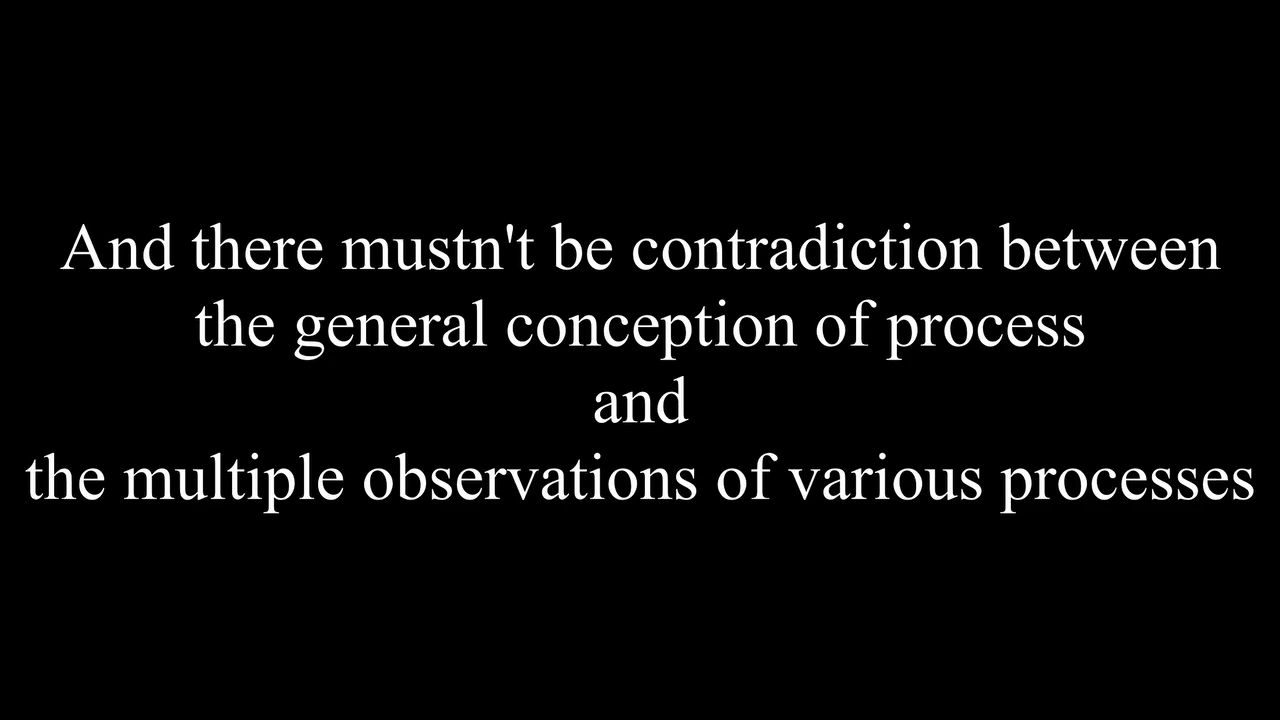 And there mustn't be contradiction between
the general conception of process
and
the multiple observations of various processes